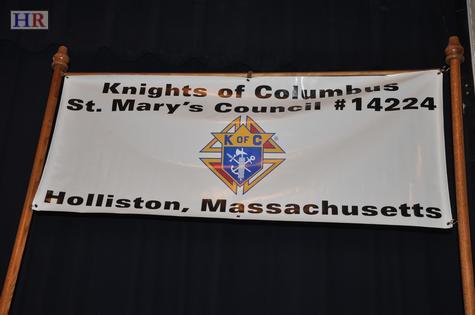 HR
Knights of Columbus
St. Mary's Council #14224
K OF C
Holliston, Massachusetts